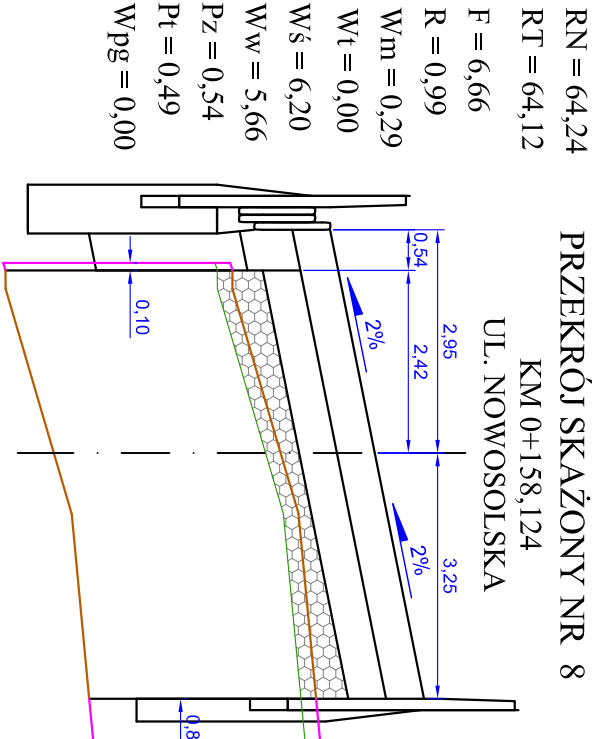 PRZEKRÓJ SKAŻONY NR 8
KM 0+158,124
UL. NOWOSOLSKA
RN = 64,24
RT = 64,12
F = 6,66
R = 0,99
Wm = 0,29
Wt = 0,00
Wś = 6,20
Ww = 5,66
Pz = 0,54
Pt = 0,49
Wpg = 0,00
2,95
3,25
0,54
2,42
2%
2%
0,10
0,8